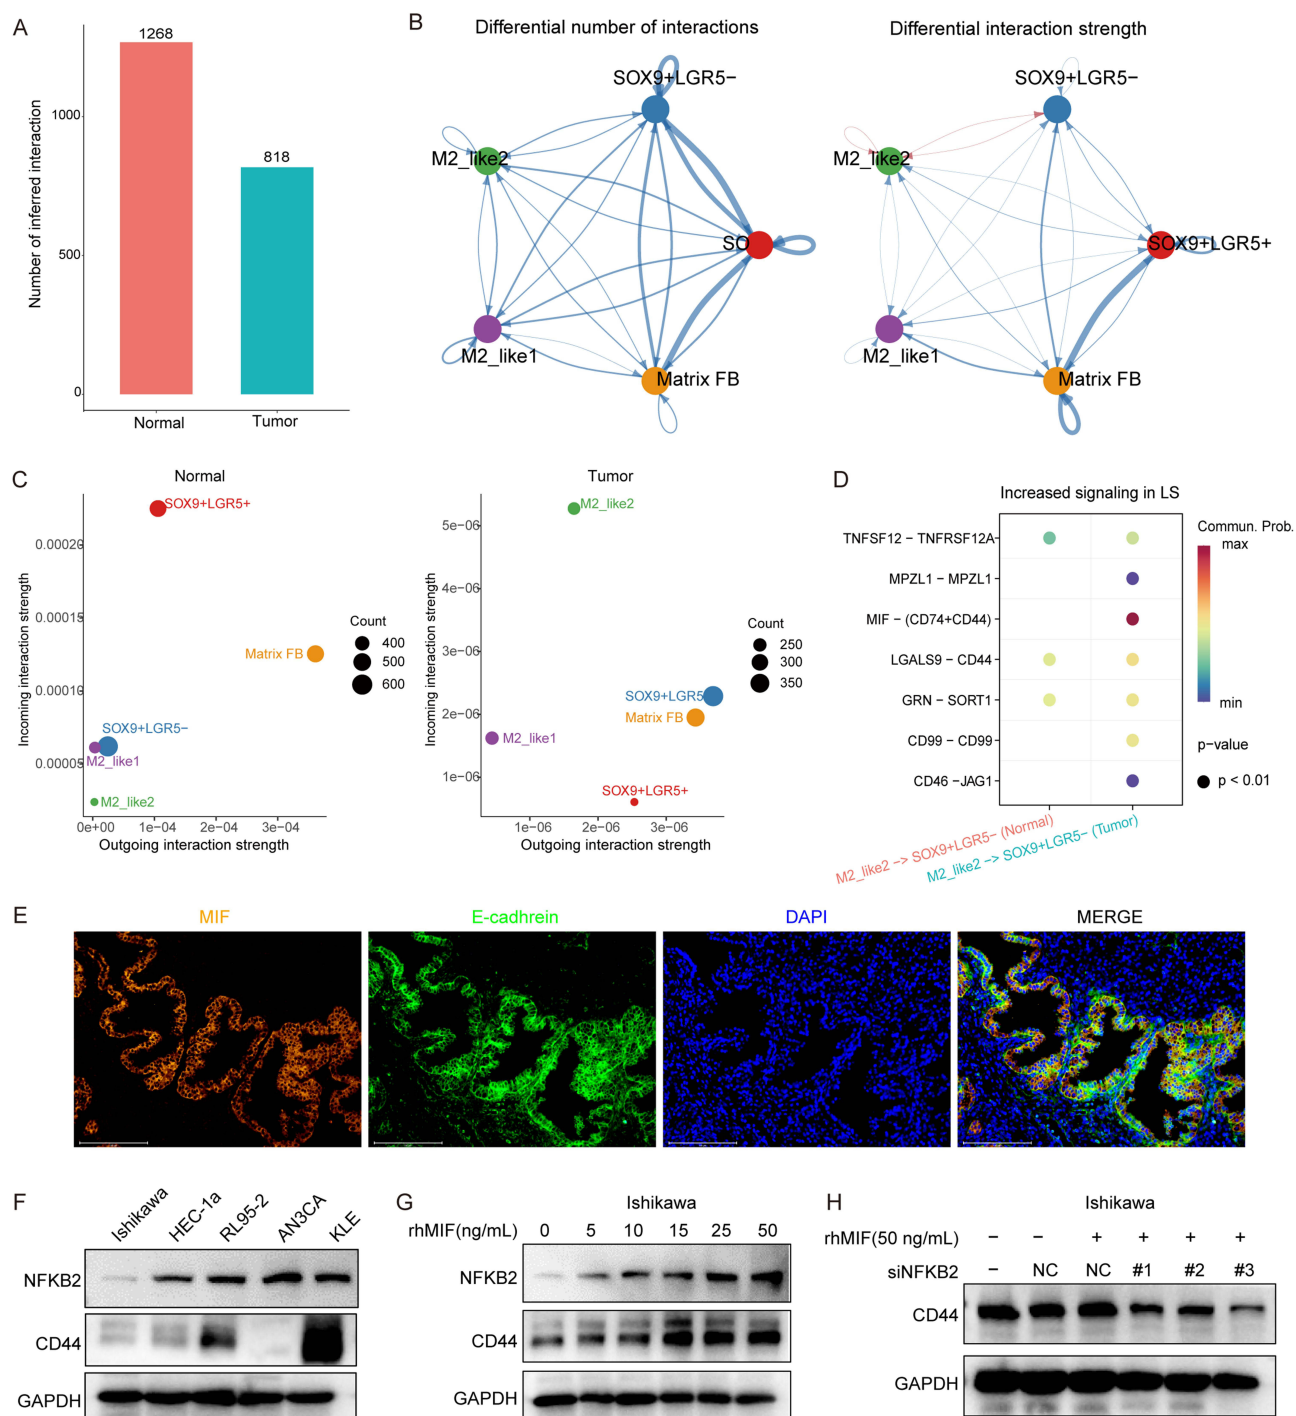 A
1268
818
1000
500
0
Number of inferred interaction
Normal
Tumor
B
Differential number of interactions
SOX9+LGR5−
M2_like2
SO
M2_like1
Matrix FB
Differential interaction strength
SOX9+LGR5−
M2_like2
SOX9+LGR5+
M2_like1
Matrix FB
C
Normal
SOX9+LGR5+
0.00020
0.00015
0.00010
0.00005
Incoming interaction strength
Matrix FB
SOX9+LGR5−
M2_like1
M2_like2
0e+00
1e−04
2e−04
3e−04
Outgoing interaction strength
Count
400
500
600
Tumor
M2_like2
5e−06
4e−06
3e−06
2e−06
1e−06
Incoming interaction strength
SOX9+LGR5
Matrix FB
M2_like1
SOX9+LGR5+
1e−06
2e−06
3e−06
Outgoing interaction strength
Count
250
300
350
D
Increased signaling in LS
TNFSF12 − TNFRSF12A
MPZL1 − MPZL1
MIF − (CD74+CD44)
LGALS9 − CD44
GRN − SORT1
CD99 − CD99
CD46 −JAG1
M2_like2 −> SOX9+LGR5− (Normal)
M2_like2 −> SOX9+LGR5− (Tumor)
Commun. Prob.
max
min
p−value
p < 0.01
E
MIF
E-cadhrein
DAPI
MERGE
F
Ishikawa
HEC-1a
RL95-2
AN3CA
KLE
NFKB2
CD44
GAPDH
G
Ishikawa
rhMIF(ng/mL) 0 5 10 15 25 50
NFKB2
CD44
GAPDH
H
Ishikawa
rhMIF(50 ng/mL) − − + + + +
siNFKB2 − NC NC #1 #2 #3
CD44
GAPDH